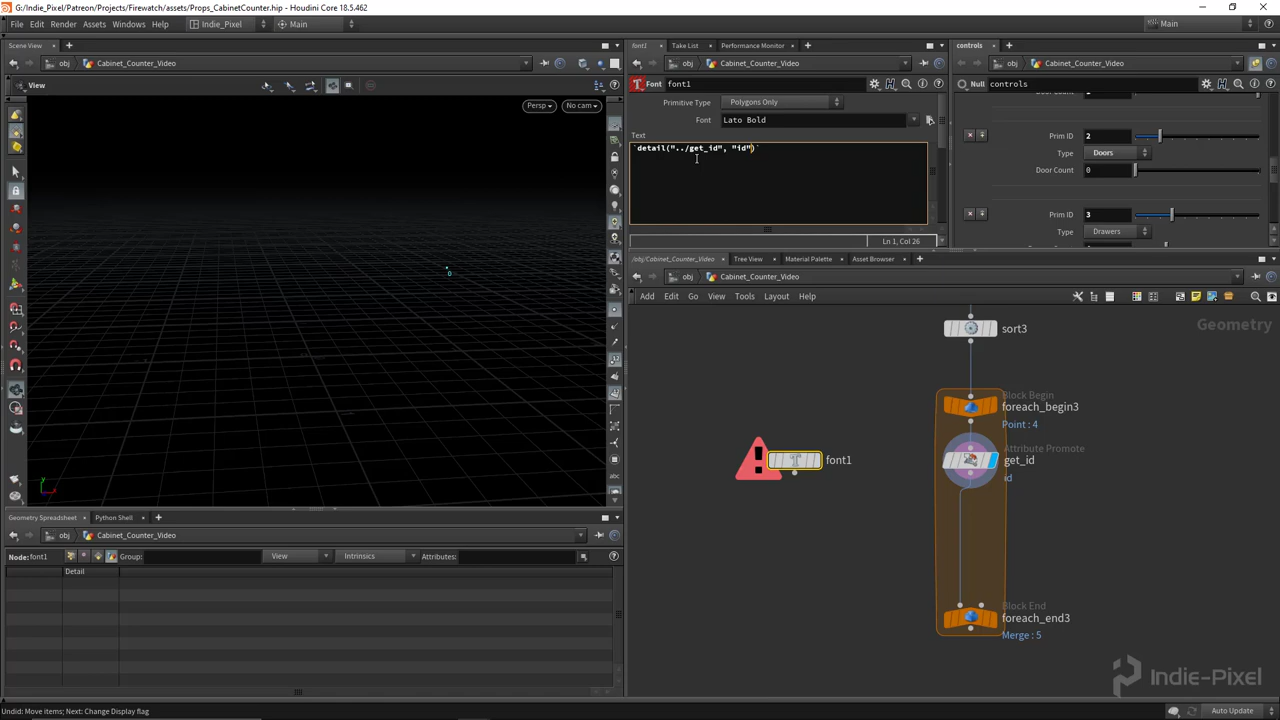 G:/Indie_Pixel/Patreon/Projects/Firewatch/assets/Props_CabinetCounter.hip - Houdini Core 18.5.462
File Edit Render Assets Windows Help Indie_Pixel Main Main
Scene View
obj Cabinet_Counter_Video
View
Persp No cam
0
y
Geometry Spreadsheet Python Shell
obj Cabinet_Counter_Video
Node:font1 Group: View Intrinsics Attributes:
Detail
font1 Take List Performance Monitor
obj Cabinet_Counter_Video
Font font1
Primitive Type Polygons Only
Font Lato Bold
Text
`detail("../get_id", "id")`
Ln 1, Col 26
controls
obj Cabinet_Counter_Video
Null controls
Prim ID 2
Type Doors
Door Count 0
Prim ID 3
Type Drawers
/obj/Cabinet_Counter_Video Tree View Material Palette Asset Browser
obj Cabinet_Counter_Video
Add Edit Go View Tools Layout Help
Geometry
sort3
Block Begin
foreach_begin3
Point : 4
Attribute Promote
get_id
id
font1
Block End
foreach_end3
Merge : 5
Indie-Pixel
Undo: Move items; Next: Change Display flag
Auto Update